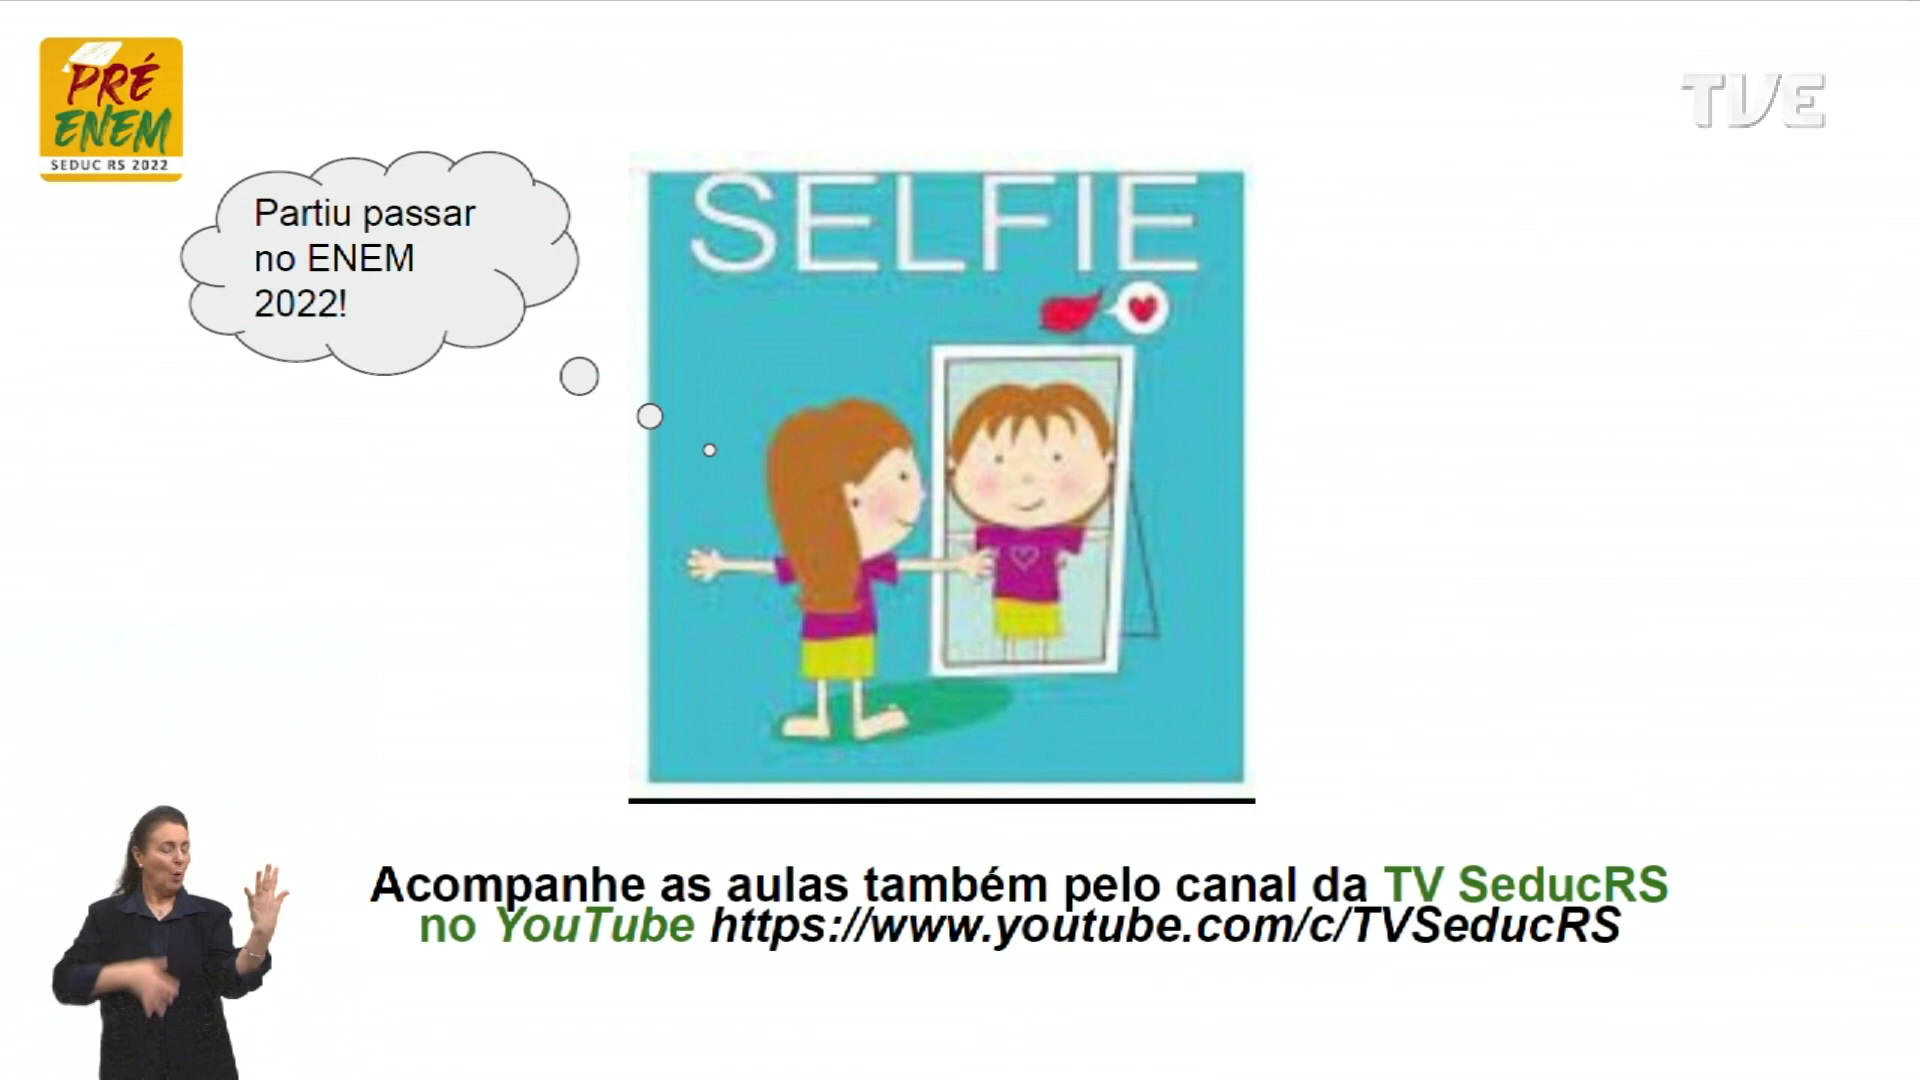 PRÉ
ENEM
SEDUC RS 2022
TVE
Partiu passar
no ENEM
2022!
SELFIE
Acompanhe as aulas também pelo canal da TV SeducRS
no YouTube https://www.youtube.com/c/TVSeducRS